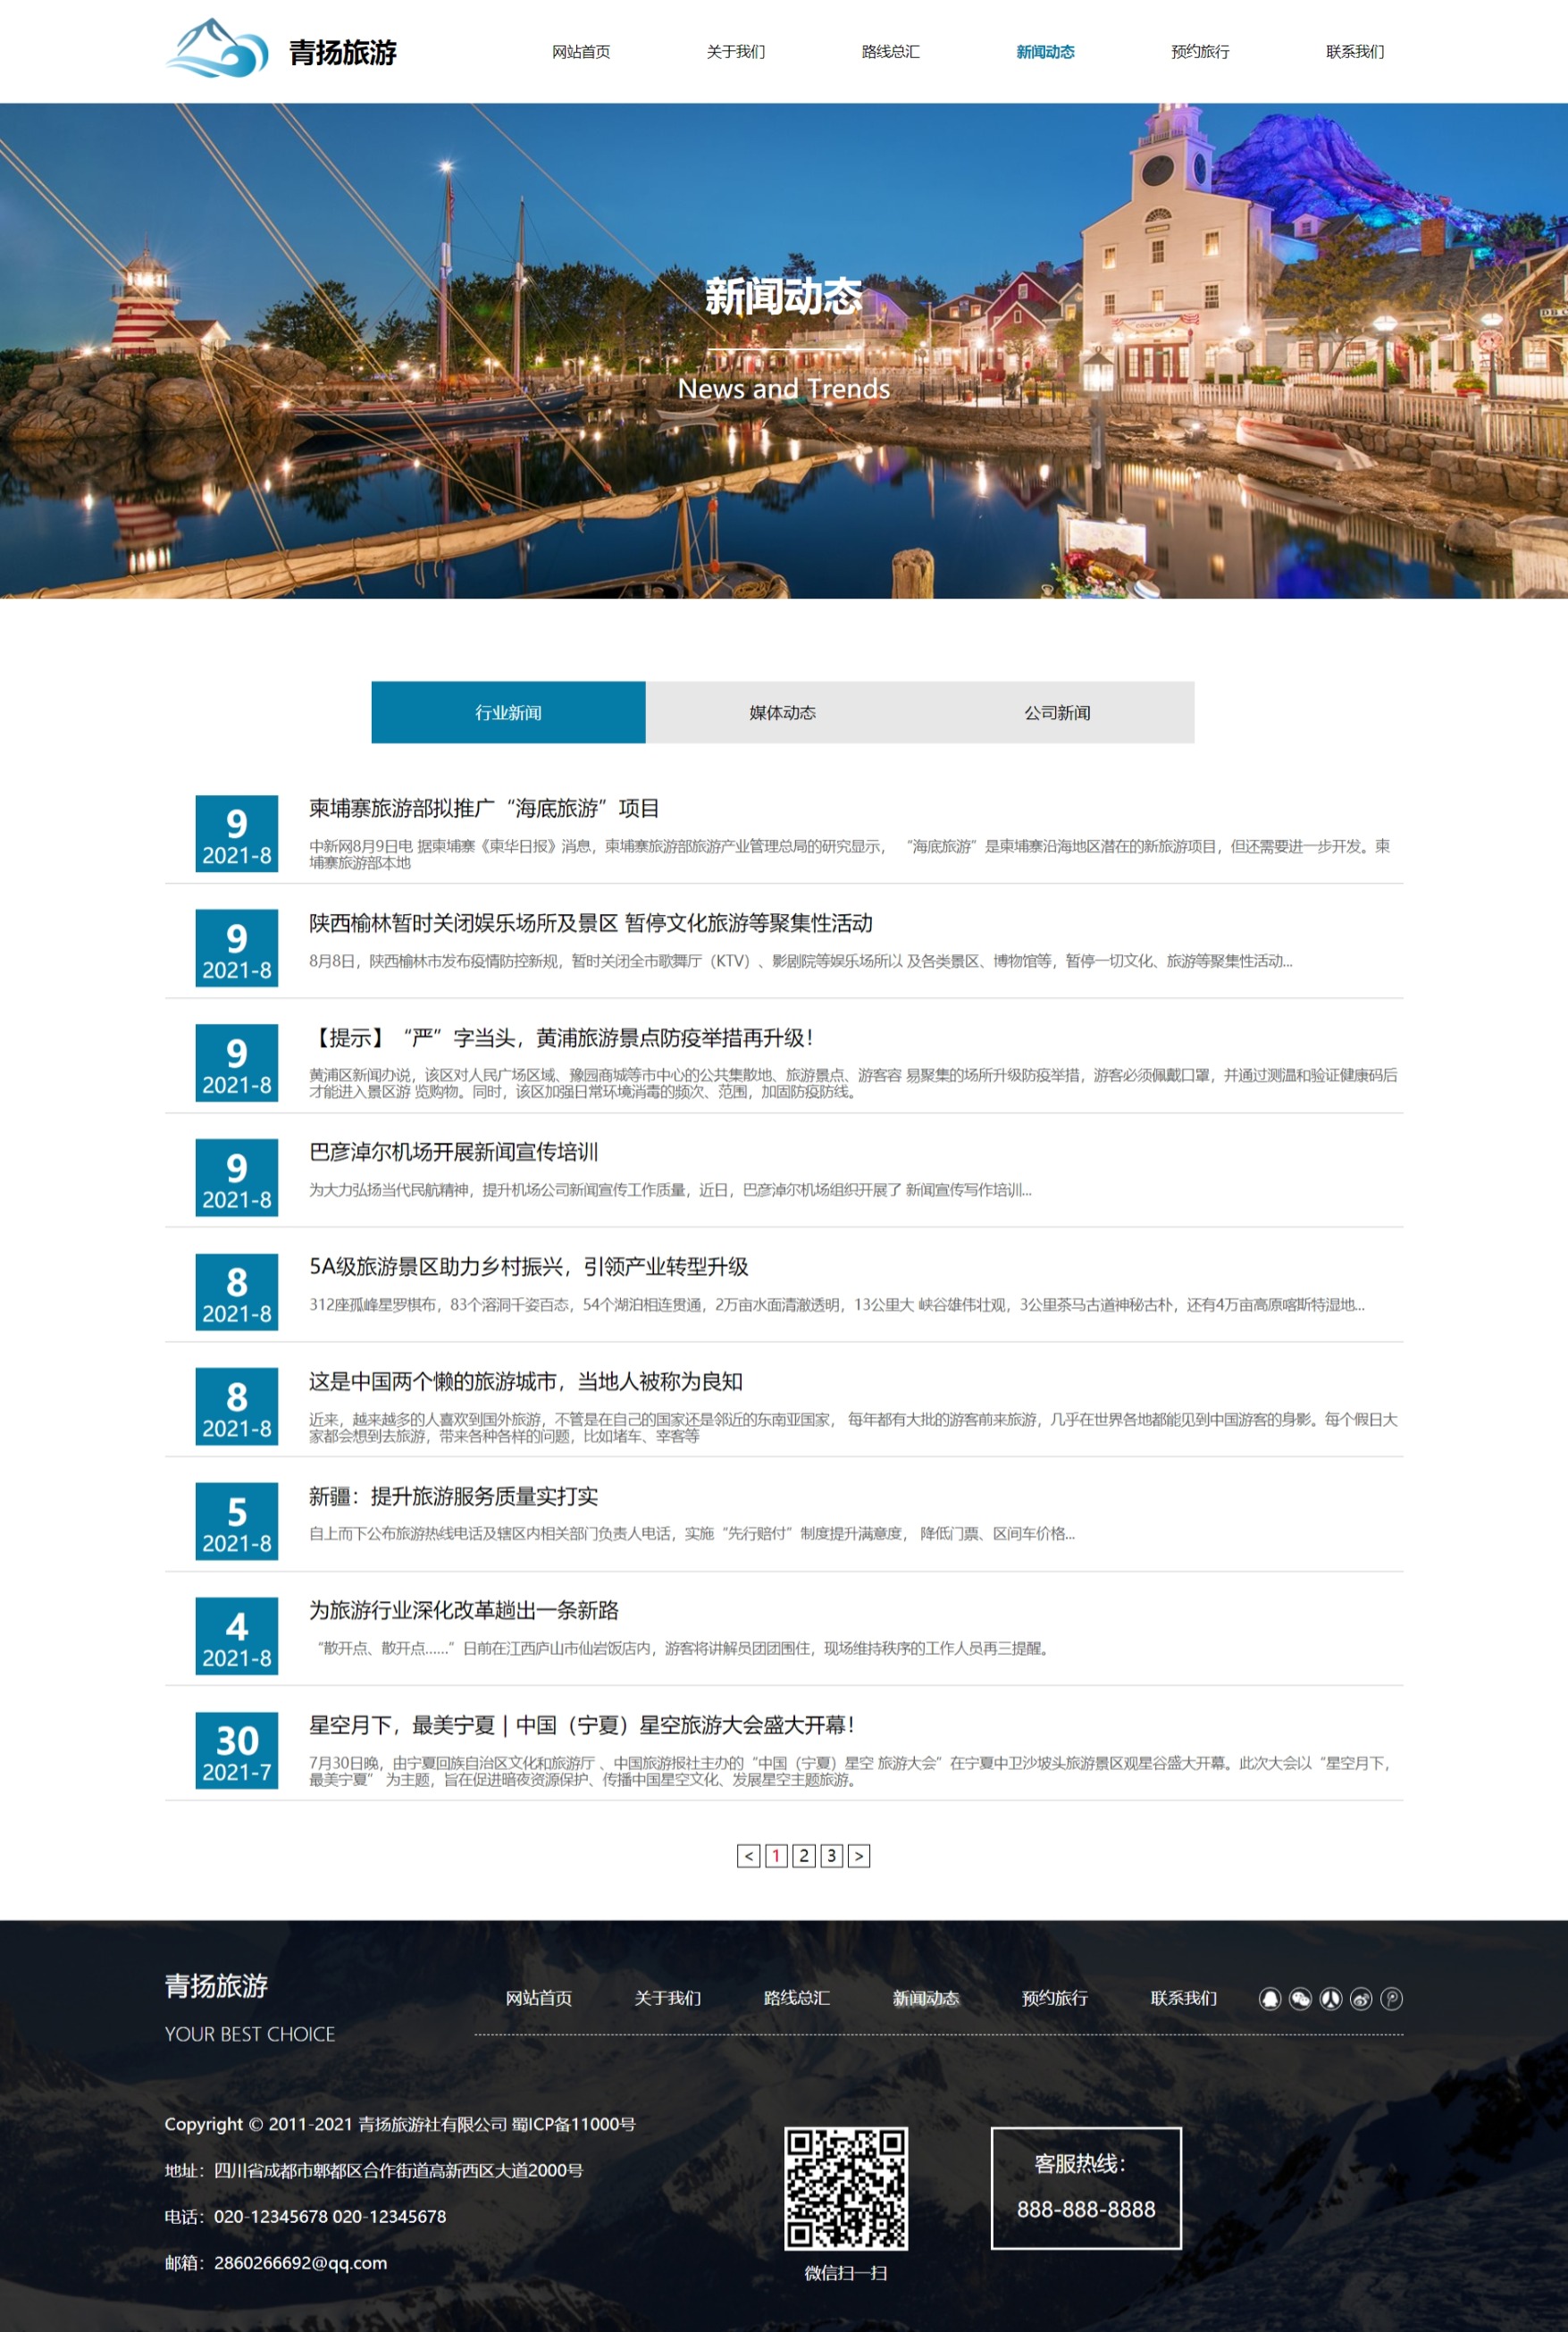 青扬旅游
网站首页 关于我们 路线总汇 新闻动态 预约旅行 联系我们
新闻动态
News and Trends
行业新闻 媒体动态 公司新闻
9
2021-8
柬埔寨旅游部拟推广“海底旅游”项目
中新网8月9日电 据柬埔寨《柬华日报》消息，柬埔寨旅游部旅游产业管理总局的研究显示， “海底旅游”是柬埔寨沿海地区潜在的新旅游项目，但还需要进一步开发。柬
埔寨旅游部本地
9
2021-8
陕西榆林暂时关闭娱乐场所及景区 暂停文化旅游等聚集性活动
8月8日，陕西榆林市发布疫情防控新规，暂时关闭全市歌舞厅（KTV）、影剧院等娱乐场所以 及各类景区、博物馆等，暂停一切文化、旅游等聚集性活动...
9
2021-8
【提示】“严”字当头，黄浦旅游景点防疫举措再升级！
黄浦区新闻办说，该区对人民广场区域、豫园商城等市中心的公共集散地、旅游景点、游客容 易聚集的场所升级防疫举措，游客必须佩戴口罩，并通过测温和验证健康码后
才能进入景区游 览购物。同时，该区加强日常环境消毒的频次、范围，加固防疫防线。
9
2021-8
巴彦淖尔机场开展新闻宣传培训
为大力弘扬当代民航精神，提升机场公司新闻宣传工作质量，近日，巴彦淖尔机场组织开展了 新闻宣传写作培训...
8
2021-8
5A级旅游景区助力乡村振兴，引领产业转型升级
312座孤峰星罗棋布，83个溶洞千姿百态，54个湖泊相连贯通，2万亩水面清澈透明，13公里大 峡谷雄伟壮观，3公里茶马古道神秘古朴，还有4万亩高原喀斯特湿地...
8
2021-8
这是中国两个懒的旅游城市，当地人被称为良知
近来，越来越多的人喜欢到国外旅游，不管是在自己的国家还是邻近的东南亚国家， 每年都有大批的游客前来旅游，几乎在世界各地都能见到中国游客的身影。每个假日大
家都会想到去旅游，带来各种各样的问题，比如堵车、宰客等
5
2021-8
新疆：提升旅游服务质量实打实
自上而下公布旅游热线电话及辖区内相关部门负责人电话，实施“先行赔付”制度提升满意度， 降低门票、区间车价格...
4
2021-8
为旅游行业深化改革趟出一条新路
“散开点、散开点......“日前在江西庐山市仙岩饭店内，游客将讲解员团团围住，现场维持秩序的工作人员再三提醒。
30
2021-7
星空月下，最美宁夏 | 中国（宁夏）星空旅游大会盛大开幕！
7月30日晚，由宁夏回族自治区文化和旅游厅 、中国旅游报社主办的“中国（宁夏）星空 旅游大会”在宁夏中卫沙坡头旅游景区观星谷盛大开幕。此次大会以“星空月下，
最美宁夏” 为主题，旨在促进暗夜资源保护、传播中国星空文化、发展星空主题旅游。
< 1 2 3 >
青扬旅游
YOUR BEST CHOICE
网站首页 关于我们 路线总汇 新闻动态 预约旅行 联系我们
Copyright © 2011-2021 青扬旅游社有限公司 蜀ICP备11000号
地址：四川省成都市郫都区合作街道高新西区大道2000号
电话：020-12345678 020-12345678
邮箱：2860266692@qq.com
微信扫一扫
客服热线：
888-888-8888